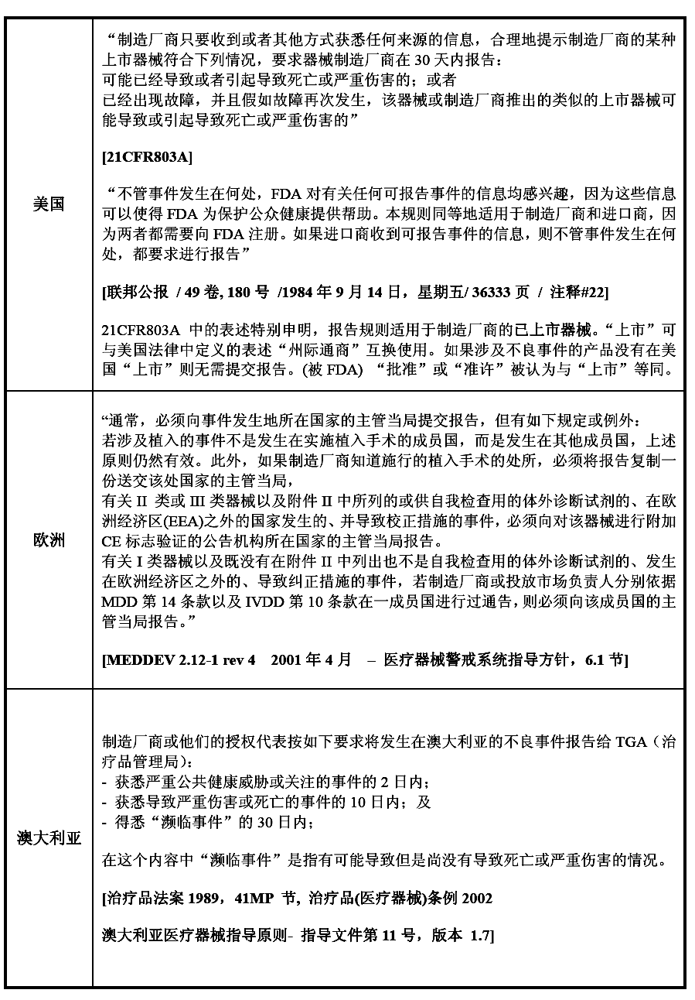 美国
“制造厂商只要收到或者其他方式获悉任何来源的信息，合理地提示制造厂商的某种
上市器械符合下列情况，要求器械制造厂商在 30 天内报告：
可能已经导致或者引起导致死亡或严重伤害的；或者
已经出现故障，并且假如故障再次发生，该器械或制造厂商推出的类似的上市器械可
能导致或引起导致死亡或严重伤害的”
[21CFR803A]
“不管事件发生在何处，FDA 对有关任何可报告事件的信息均感兴趣，因为这些信息
可以使得 FDA 为保护公众健康提供帮助。本规则同等地适用于制造厂商和进口商，因
为两者都需要向 FDA 注册。如果进口商收到可报告事件的信息，则不管事件发生在何
处，都要求进行报告”
[联邦公报 / 49 卷, 180 号 /1984 年 9 月 14 日，星期五/ 36333 页 / 注释#22]
21CFR803A 中的表述特别申明，报告规则适用于制造厂商的已上市器械。“上市”可
与美国法律中定义的表述“州际通商”互换使用。如果涉及不良事件的产品没有在美
国“上市”则无需提交报告。(被 FDA) “批准”或“准许”被认为与“上市”等同。
欧洲
“通常，必须向事件发生地所在国家的主管当局提交报告，但有如下规定或例外：
若涉及植入的事件不是发生在实施植入手术的成员国，而是发生在其他成员国，上述
原则仍然有效。此外，如果制造厂商知道施行的植入手术的处所，必须将报告复制一
份送交该处国家的主管当局，
有关 II 类或 III 类器械以及附件 II 中所列的或供自我检查用的体外诊断试剂的、在欧
洲经济区(EEA)之外的国家发生的、并导致校正措施的事件，必须向对该器械进行附加
CE 标志验证的公告机构所在国家的主管当局报告。
有关 I 类器械以及既没有在附件 II 中列出也不是自我检查用的体外诊断试剂的、发生
在欧洲经济区之外的、导致纠正措施的事件，若制造厂商或投放市场负责人分别依据
MDD 第 14 条款以及 IVDD 第 10 条款在一成员国进行过通告，则必须向该成员国的主
管当局报告。”
[MEDDEV 2.12-1 rev 4 2001 年 4 月 – 医疗器械警戒系统指导方针，6.1 节]
澳大利亚
制造厂商或他们的授权代表按如下要求将发生在澳大利亚的不良事件报告给 TGA（治
疗品管理局）：
- 获悉严重公共健康威胁或关注的事件的 2 日内；
- 获悉导致严重伤害或死亡的事件的 10 日内；及
- 得悉“濒临事件”的 30 日内；
在这个内容中“濒临事件”是指有可能导致但是尚没有导致死亡或严重伤害的情况。
[治疗品法案 1989，41MP 节, 治疗品(医疗器械)条例 2002
澳大利亚医疗器械指导原则- 指导文件第 11 号，版本 1.7]